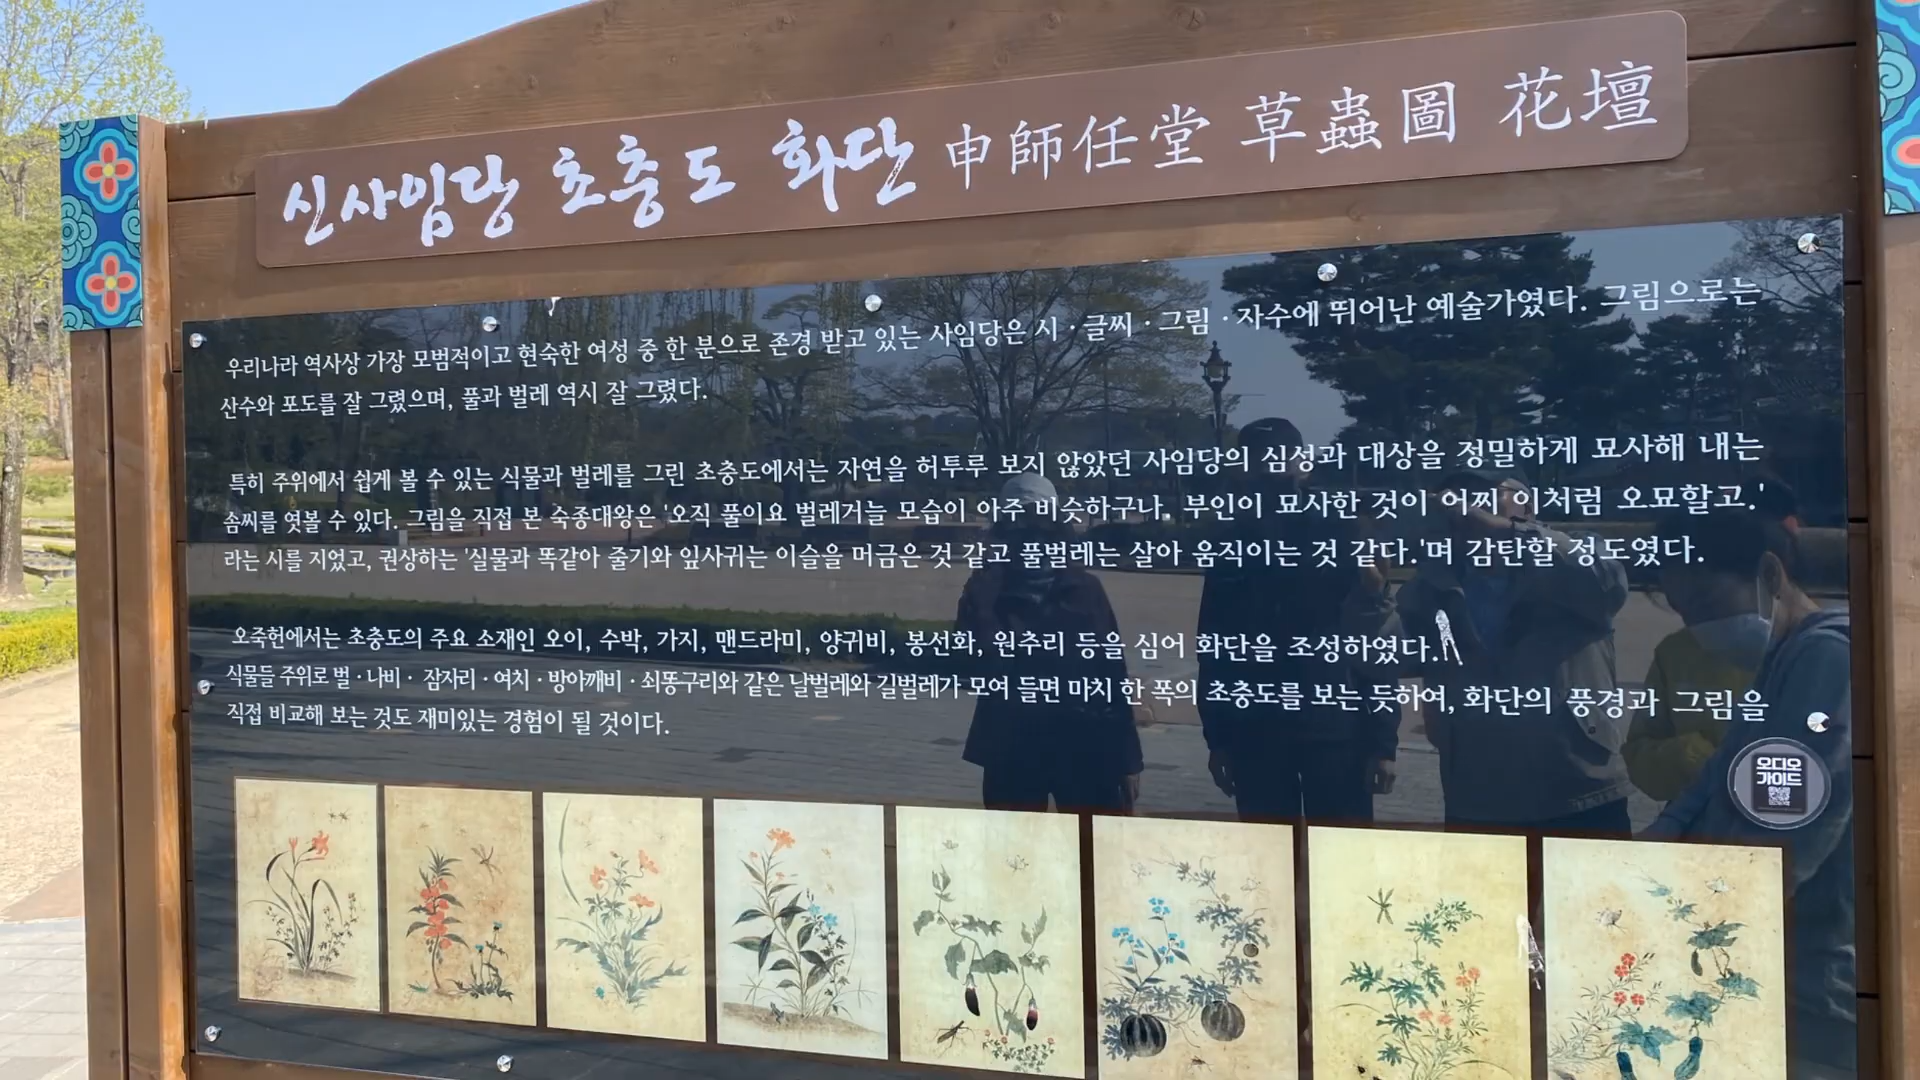 신사임당 초충도 화단 申師任堂 草蟲圖 花壇
우리나라 역사상 가장 모범적이고 현숙한 여성 중 한 분으로 존경 받고 있는 사임당은 시·글씨·그림·자수에 뛰어난 예술가였다. 그림으로는
산수와 포도를 잘 그렸으며, 풀과 벌레 역시 잘 그렸다.
특히 주위에서 쉽게 볼 수 있는 식물과 벌레를 그린 초충도에서는 자연을 허투루 보지 않았던 사임당의 심성과 대상을 정밀하게 묘사해 내는
솜씨를 엿볼 수 있다. 그림을 직접 본 숙종대왕은 '오직 풀이요 벌레거늘 모습이 아주 비슷하구나. 부인이 묘사한 것이 어찌 이처럼 오묘할고.'
라는 시를 지었고, 권상하는 '실물과 똑같아 줄기와 잎사귀는 이슬을 머금은 것 같고 풀벌레는 살아 움직이는 것 같다.'며 감탄할 정도였다.
오죽헌에서는 초충도의 주요 소재인 오이, 수박, 가지, 맨드라미, 양귀비, 봉선화, 원추리 등을 심어 화단을 조성하였다.
식물들 주위로 벌·나비· 잠자리·여치·방아깨비·쇠똥구리와 같은 날벌레와 길벌레가 모여 들면 마치 한 폭의 초충도를 보는 듯하여, 화단의 풍경과 그림을
직접 비교해 보는 것도 재미있는 경험이 될 것이다.
오디오
가이드